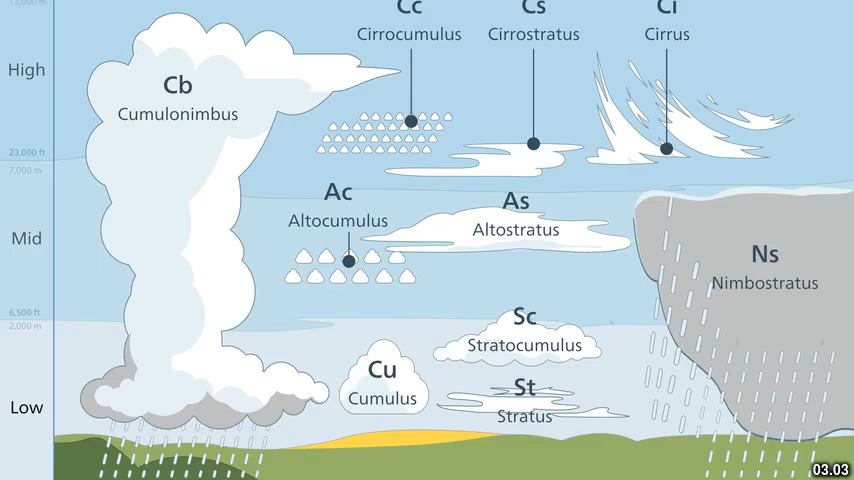 12,000 m
Cc
Cirrocumulus
Cs
Cirrostratus
Ci
Cirrus
High
Cb
Cumulonimbus
23,000 ft
7,000 m
Ac
Altocumulus
As
Altostratus
Mid
Ns
Nimbostratus
6,500 ft
2,000 m
Sc
Stratocumulus
Cu
Cumulus
St
Stratus
Low
03.03